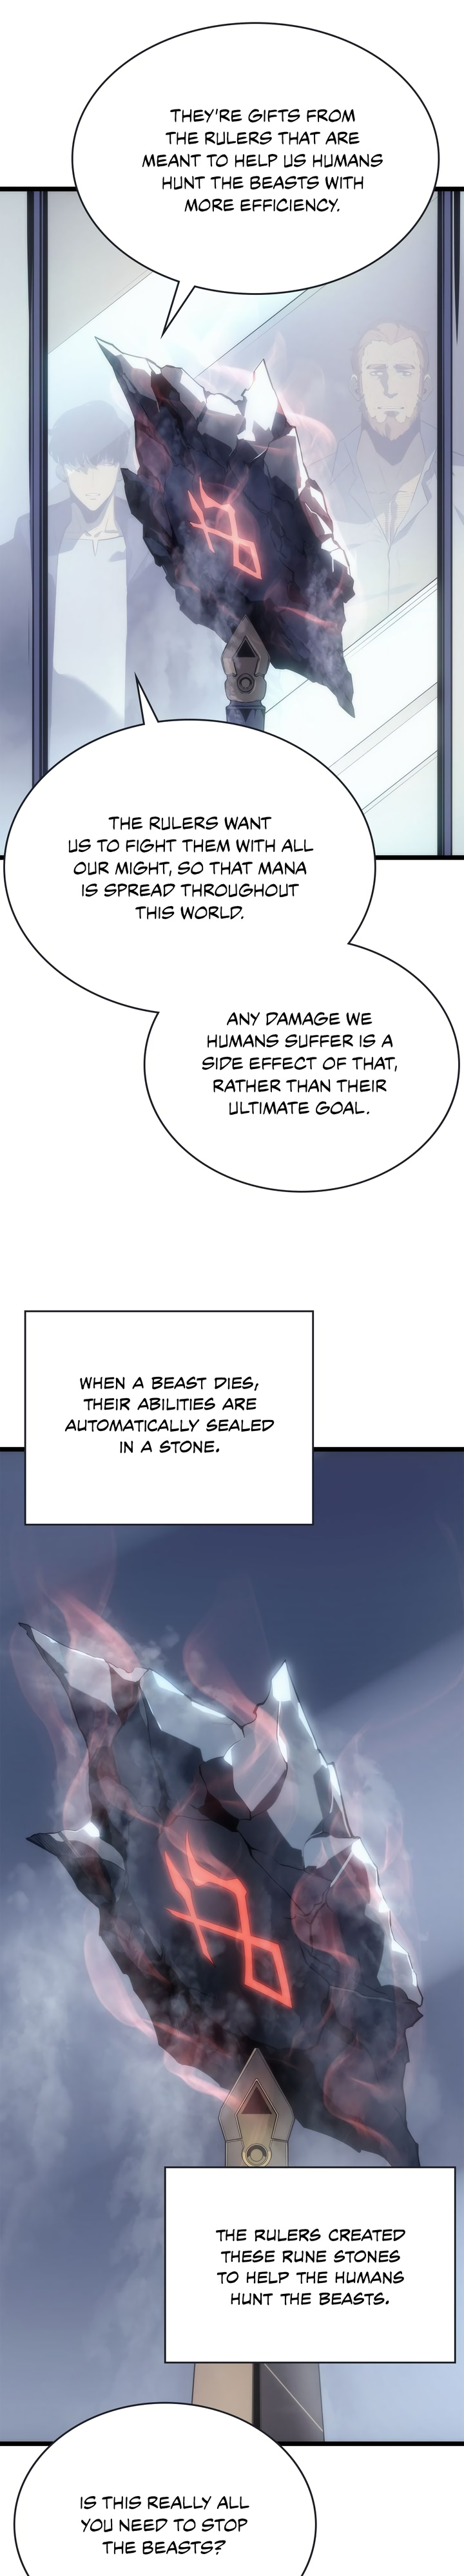 THEY'RE GIFTS FROM
THE RULERS THAT ARE
MEANT TO HELP US HUMANS
HUNT THE BEASTS WITH
MORE EFFICIENCY.
THE RULERS WANT
US TO FIGHT THEM WITH ALL
OUR MIGHT, SO THAT MANA
IS SPREAD THROUGHOUT
THIS WORLD.
ANY DAMAGE WE
HUMANS SUFFER IS A
SIDE EFFECT OF THAT,
RATHER THAN THEIR
ULTIMATE GOAL.
WHEN A BEAST DIES,
THEIR ABILITIES ARE
AUTOMATICALLY SEALED
IN A STONE.
THE RULERS CREATED
THESE RUNE STONES
TO HELP THE HUMANS
HUNT THE BEASTS.
IS THIS REALLY ALL
YOU NEED TO STOP
THE BEASTS?